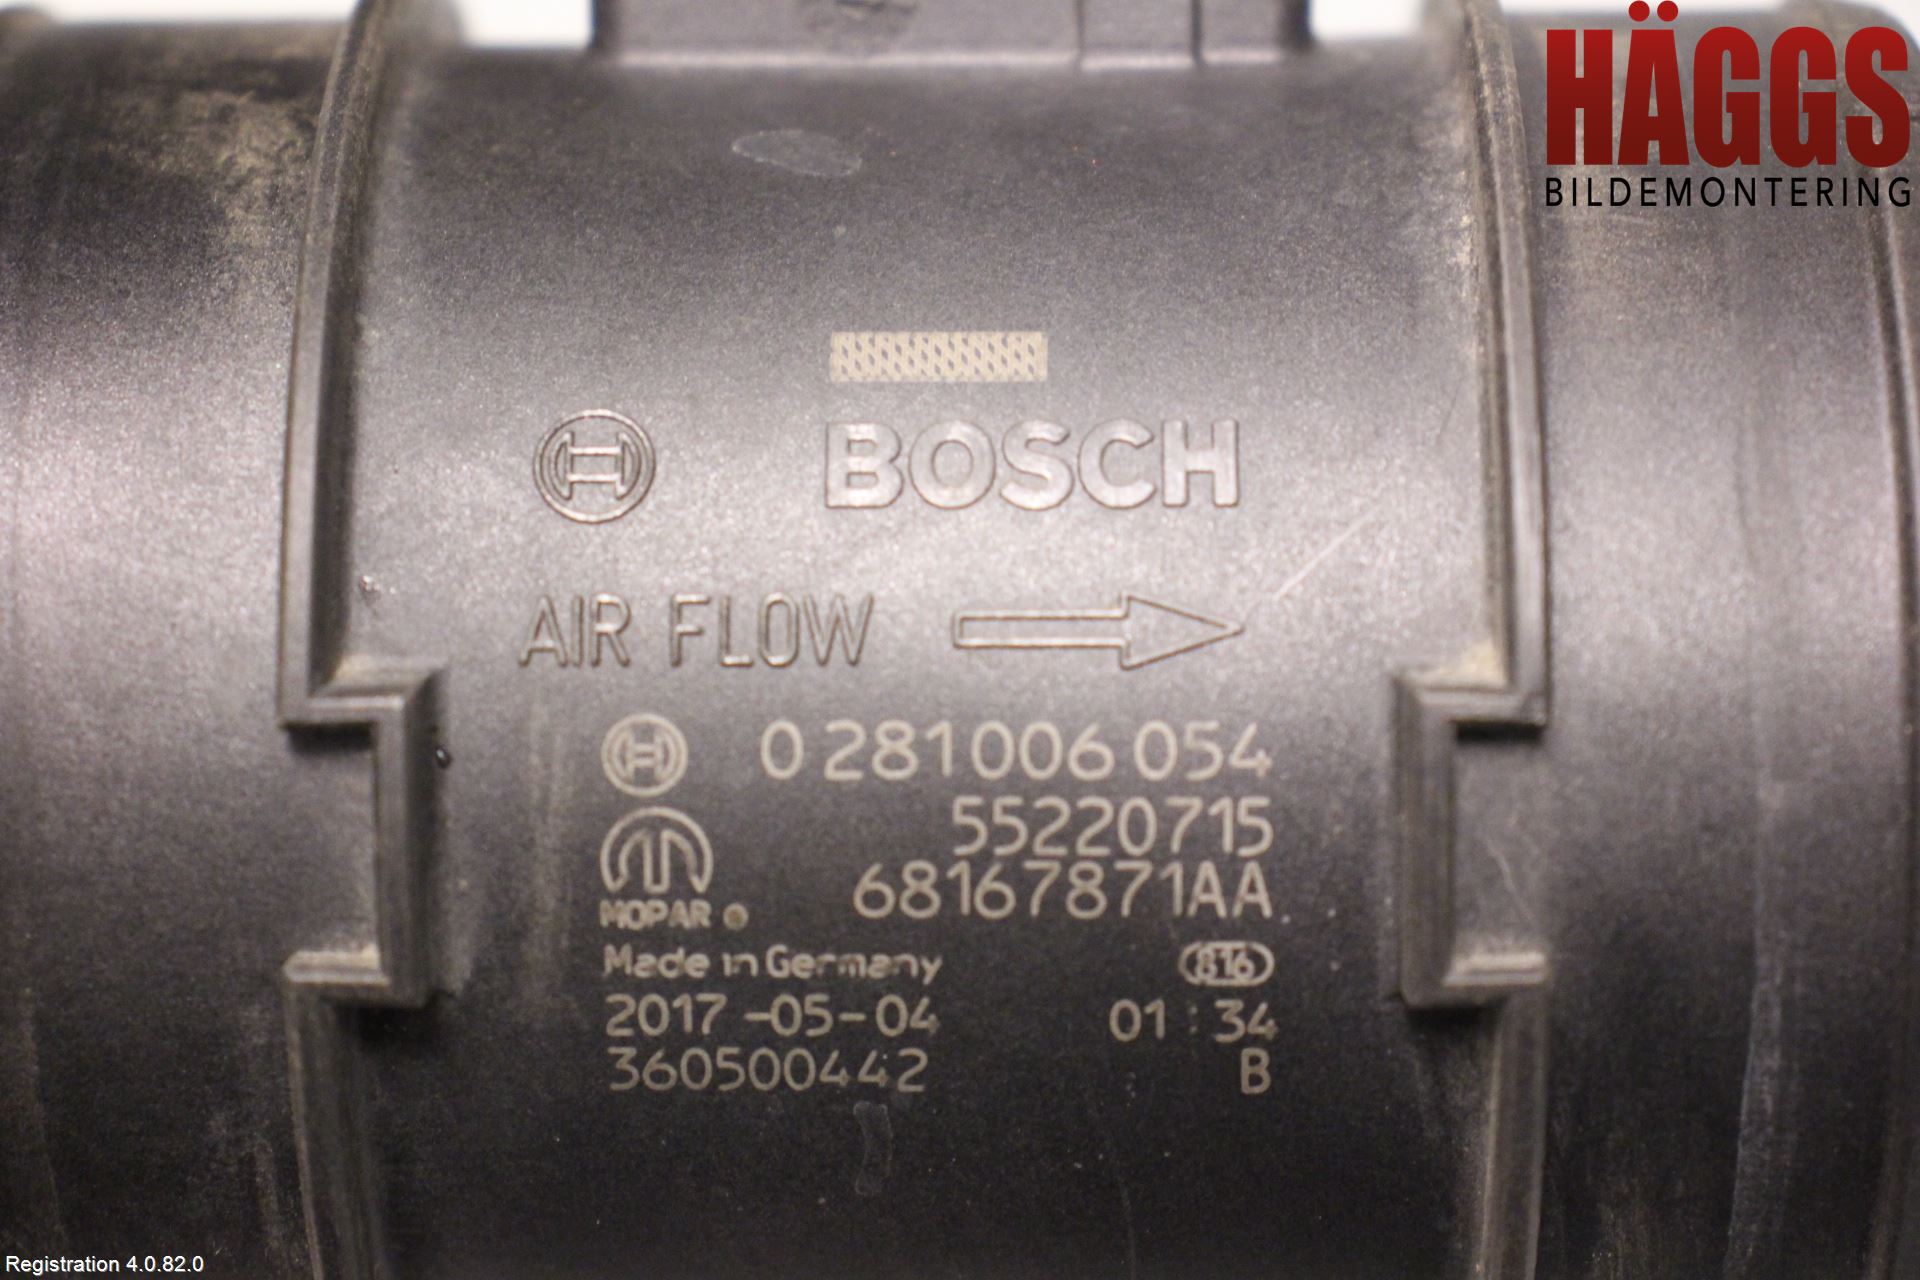 HÄGGS
BILDEMONTERING
BOSCH
AIR FLOW
0 281 006 054
55220715
68167871AA
MOPAR
Made in Germany
816
2017-05-04 01:34
360500442 B
Registration 4.0.82.0